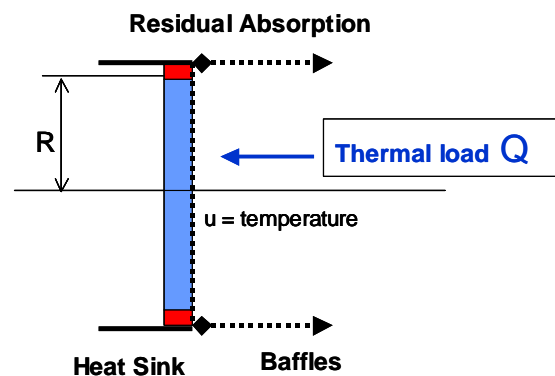 Residual Absorption
R
Thermal load Q
u = temperature
Heat Sink
Baffles